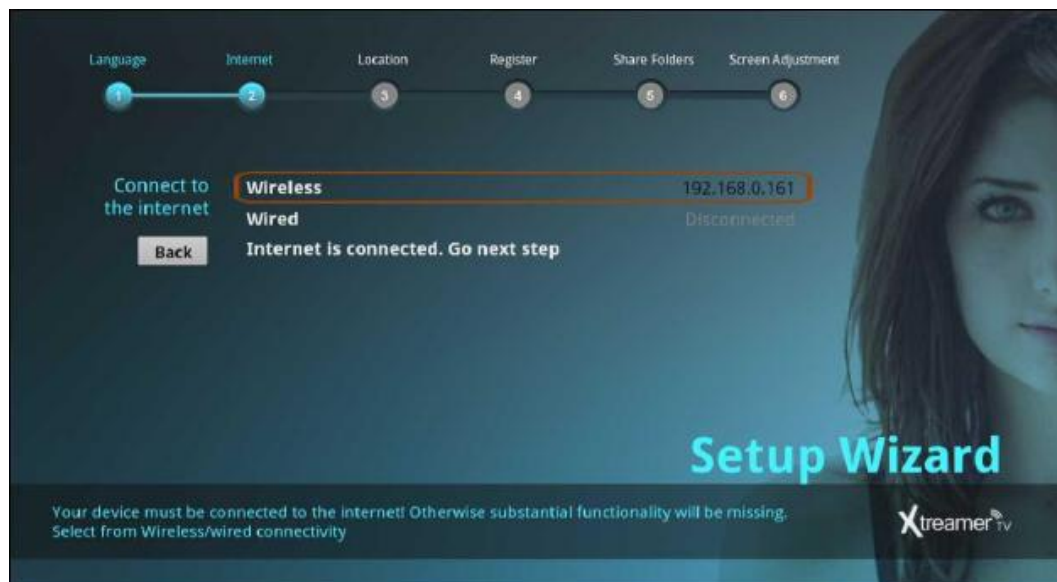 Language Internet Location Register Share Folders Screen Adjustment
1 2 3 4 5 6
Connect to
the internet
Back
Wireless 192.168.0.161
Wired Disconnected
Internet is connected. Go next step
Setup Wizard
Your device must be connected to the internet! Otherwise substantial functionality will be missing.
Select from Wireless/wired connectivity
Xtreamer TV